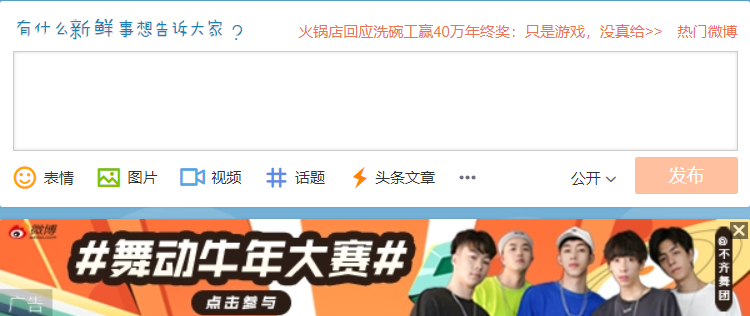 有什么新鲜事想告诉大家？
火锅店回应洗碗工赢40万年终奖：只是游戏，没真给>> 热门微博
表情 图片 视频 话题 头条文章 公开 发布
微博
#舞动牛年大赛#
点击参与
@不齐舞团
广告